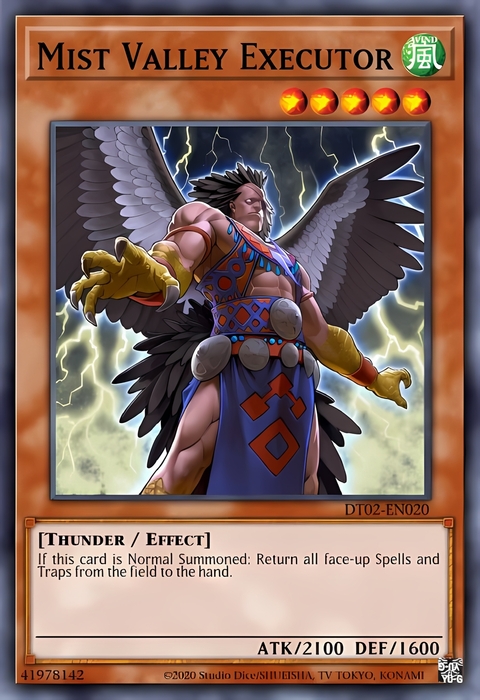 MIST VALLEY EXECUTOR
WIND
風
DT02-EN020
[THUNDER / EFFECT]
If this card is Normal Summoned: Return all face-up Spells and
Traps from the field to the hand.
ATK/2100 DEF/1600
41978142
©2020 Studio Dice/SHUEISHA, TV TOKYO, KONAMI